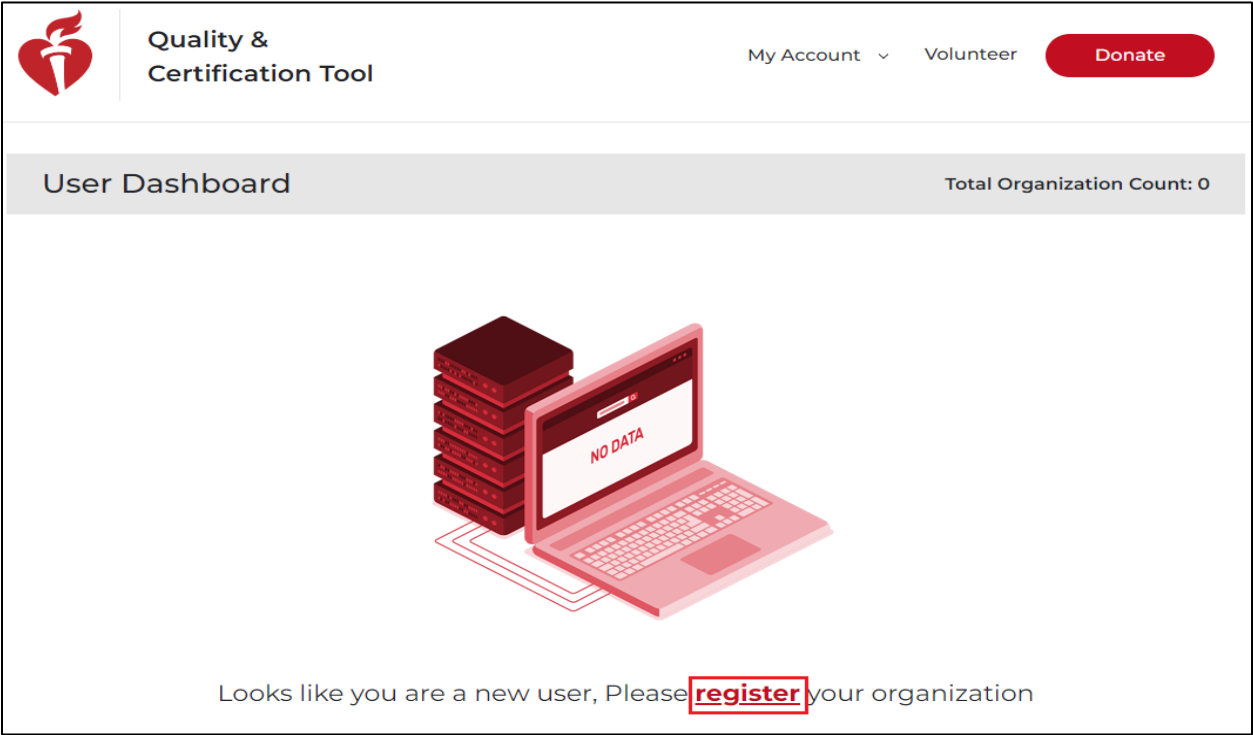 Quality &
Certification Tool
My Account
Volunteer
Donate
User Dashboard
Total Organization Count: 0
NO DATA
Looks like you are a new user, Please register your organization